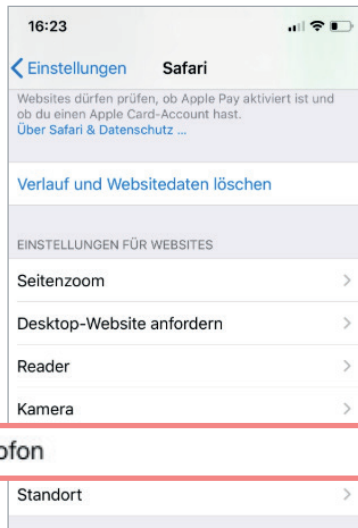 16:23
Einstellungen Safari
Websites dürfen prüfen, ob Apple Pay aktiviert ist und
ob du einen Apple Card-Account hast.
Über Safari & Datenschutz ...
Verlauf und Websitedaten löschen
EINSTELLUNGEN FÜR WEBSITES
Seitenzoom
Desktop-Website anfordern
Reader
Kamera
ofon
Standort